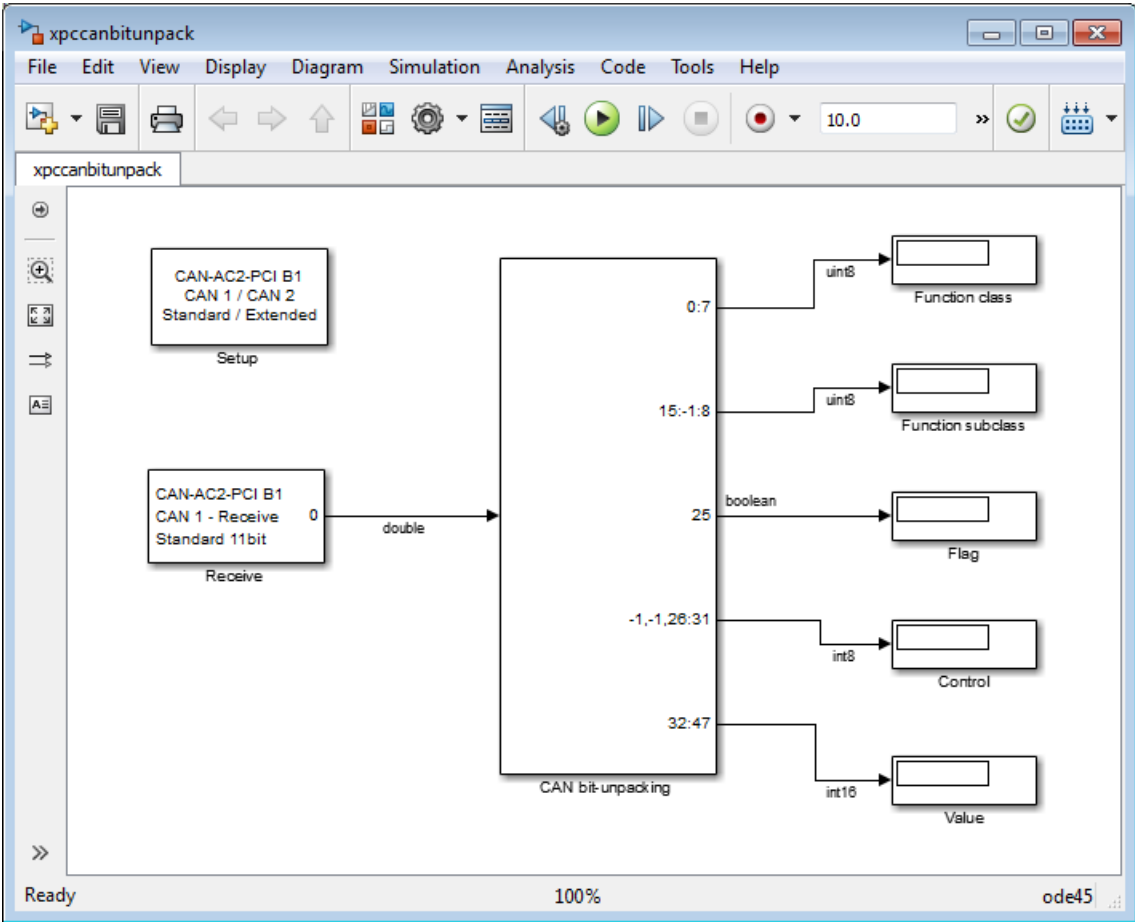 xpccanbitunpack
File Edit View Display Diagram Simulation Analysis Code Tools Help
10.0 »
xpccanbitunpack
CAN-AC2-PCI B1
CAN 1 / CAN 2
Standard / Extended
Setup
CAN-AC2-PCI B1
CAN 1 - Receive 0
Standard 11bit
Receive
double
0:7
15:-1:8
25
-1,-1,26:31
32:47
CAN bit-unpacking
uint8
Function class
uint8
Function subclass
boolean
Flag
int8
Control
int16
Value
A
»
Ready 100% ode45